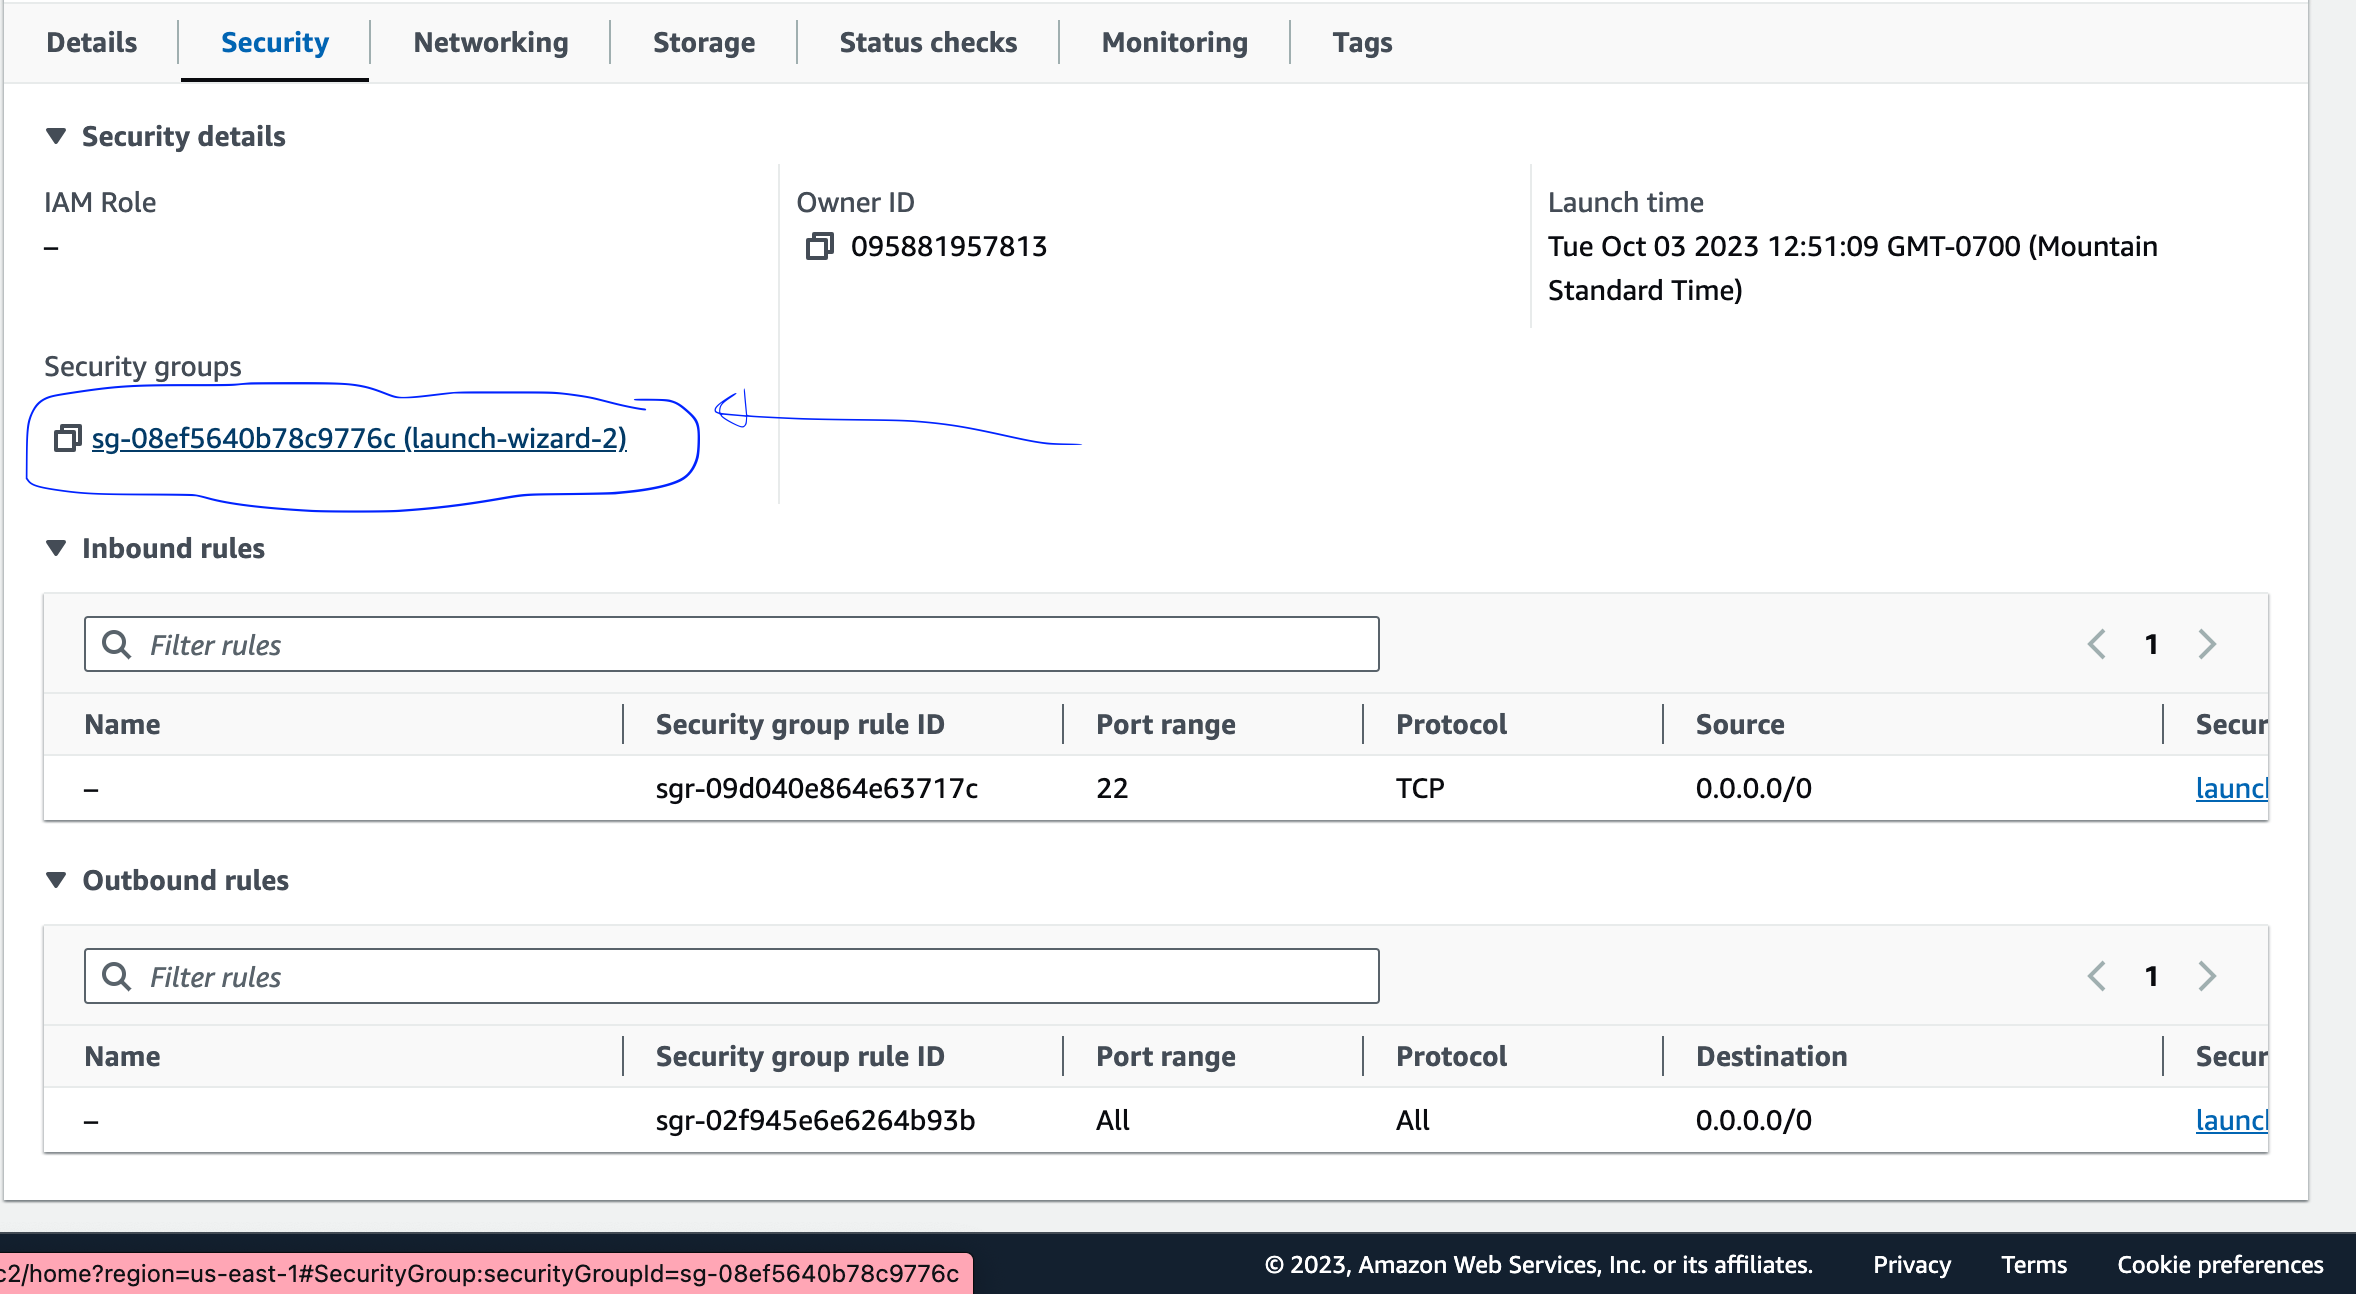 Details Security Networking Storage Status checks Monitoring Tags
Security details
IAM Role
–
Owner ID
095881957813
Launch time
Tue Oct 03 2023 12:51:09 GMT-0700 (Mountain
Standard Time)
Security groups
sg-08ef5640b78c9776c (launch-wizard-2)
Inbound rules
Filter rules
1
Name Security group rule ID Port range Protocol Source Secur
– sgr-09d040e864e63717c 22 TCP 0.0.0.0/0 launcl
Outbound rules
Filter rules
1
Name Security group rule ID Port range Protocol Destination Secur
– sgr-02f945e6e6264b93b All All 0.0.0.0/0 launcl
c2/home?region=us-east-1#SecurityGroup:securityGroupId=sg-08ef5640b78c9776c
© 2023, Amazon Web Services, Inc. or its affiliates. Privacy Terms Cookie preferences